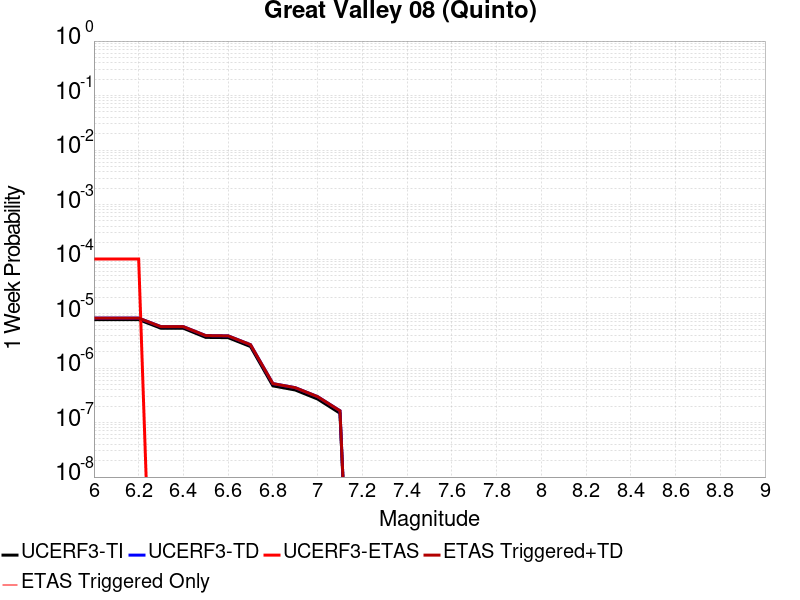 Great Valley 08 (Quinto)
10^0
10^-1
10^-2
10^-3
10^-4
10^-5
10^-6
10^-7
10^-8
1 Week Probability
6 6.2 6.4 6.6 6.8 7 7.2 7.4 7.6 7.8 8 8.2 8.4 8.6 8.8 9
Magnitude
UCERF3-TI UCERF3-TD UCERF3-ETAS ETAS Triggered+TD
ETAS Triggered Only